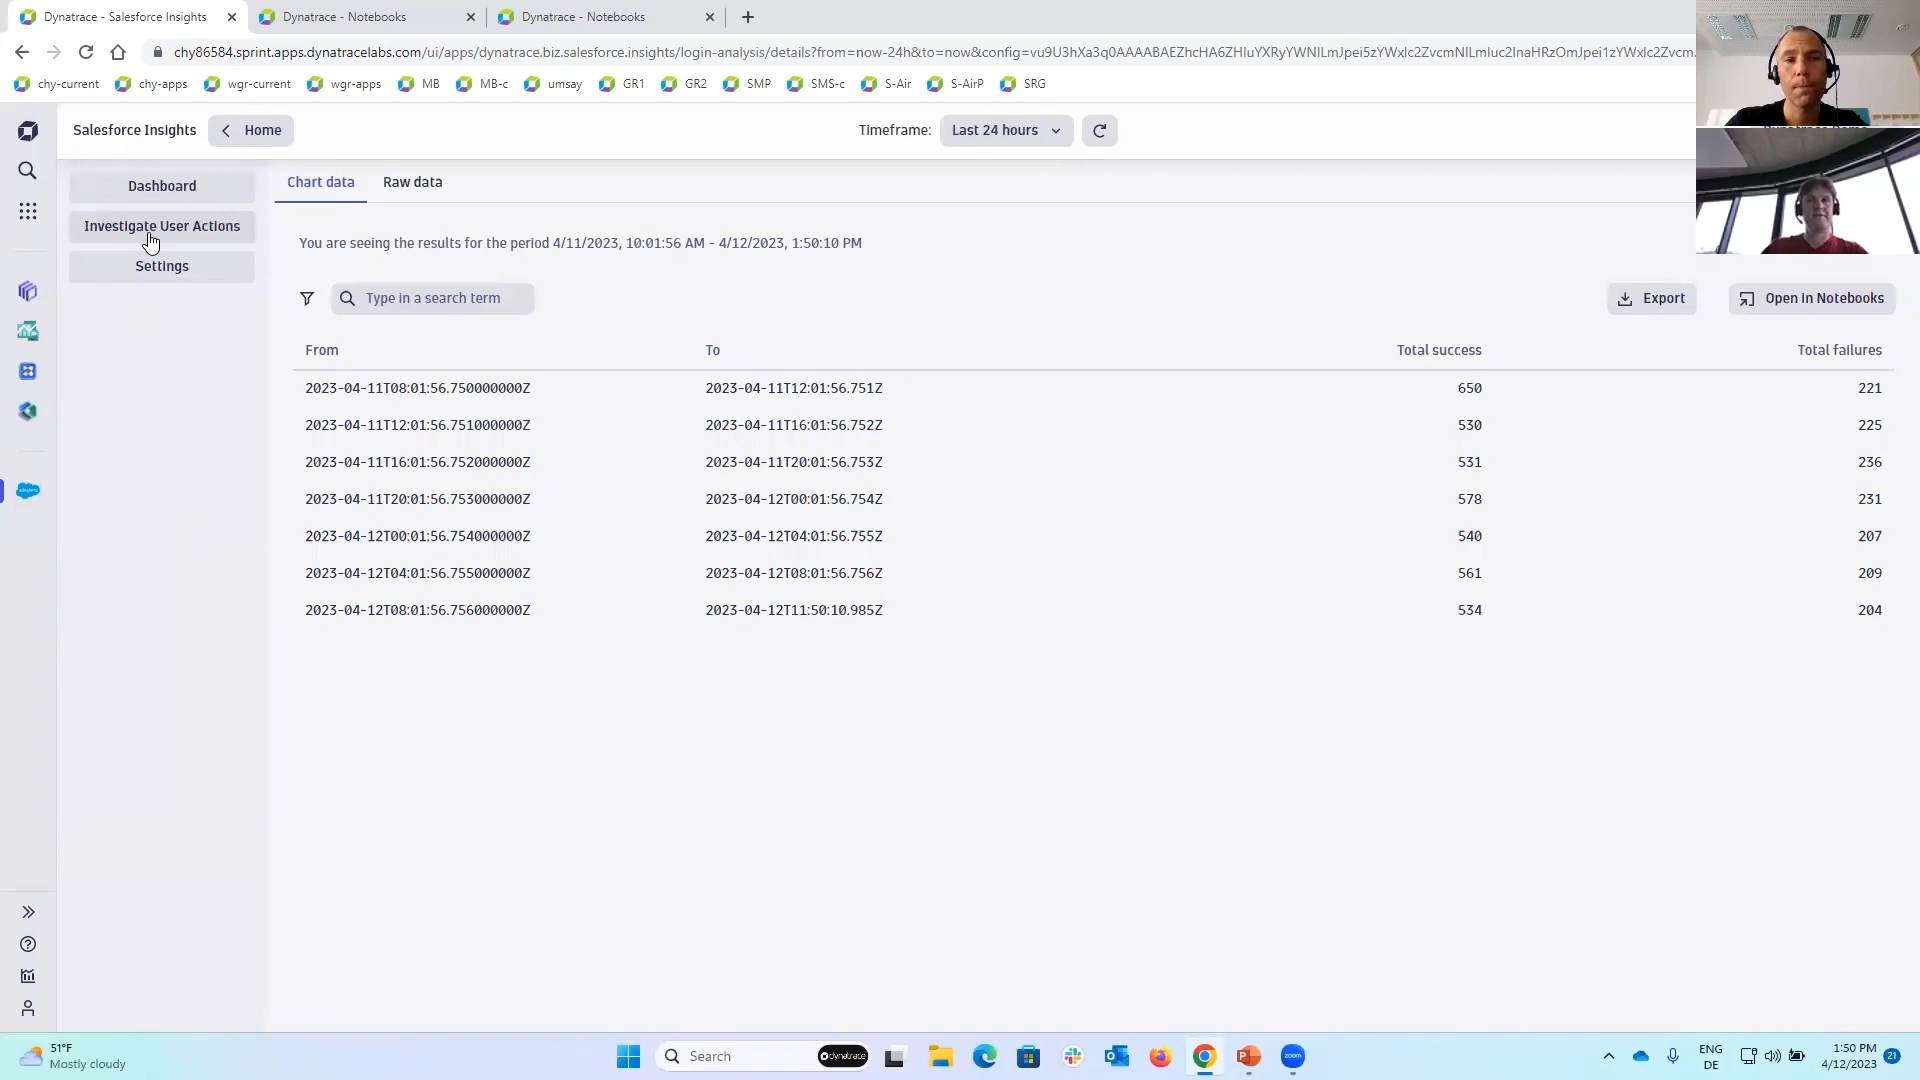 Dynatrace - Salesforce Insights
Dynatrace - Notebooks
Dynatrace - Notebooks
chy86584.sprint.apps.dynatracelabs.com/ui/apps/dynatrace.biz.salesforce.insights/login-analysis/details?from=now-24h&to=now&config=
chy-current
chy-apps
wgr-current
wgr-apps
MB
MB-c
umsay
GR1
GR2
SMP
SMS-c
S-Air
S-AirP
SRG
Salesforce Insights
Home
Timeframe:
Last 24 hours
Dashboard
Investigate User Actions
Settings
Chart data
Raw data
You are seeing the results for the period 4/11/2023, 10:01:56 AM - 4/12/2023, 1:50:10 PM
Type in a search term
Export
Open in Notebooks
From To Total success Total failures
2023-04-11T08:01:56.750000000Z 2023-04-11T12:01:56.751Z 650 221
2023-04-11T12:01:56.751000000Z 2023-04-11T16:01:56.752Z 530 225
2023-04-11T16:01:56.752000000Z 2023-04-11T20:01:56.753Z 531 236
2023-04-11T20:01:56.753000000Z 2023-04-12T00:01:56.754Z 578 231
2023-04-12T00:01:56.754000000Z 2023-04-12T04:01:56.755Z 540 207
2023-04-12T04:01:56.755000000Z 2023-04-12T08:01:56.756Z 561 209
2023-04-12T08:01:56.756000000Z 2023-04-12T11:50:10.985Z 534 204
51°F
Mostly cloudy
Search
dynatrace
zoom
ENG
DE
1:50 PM
4/12/2023
21